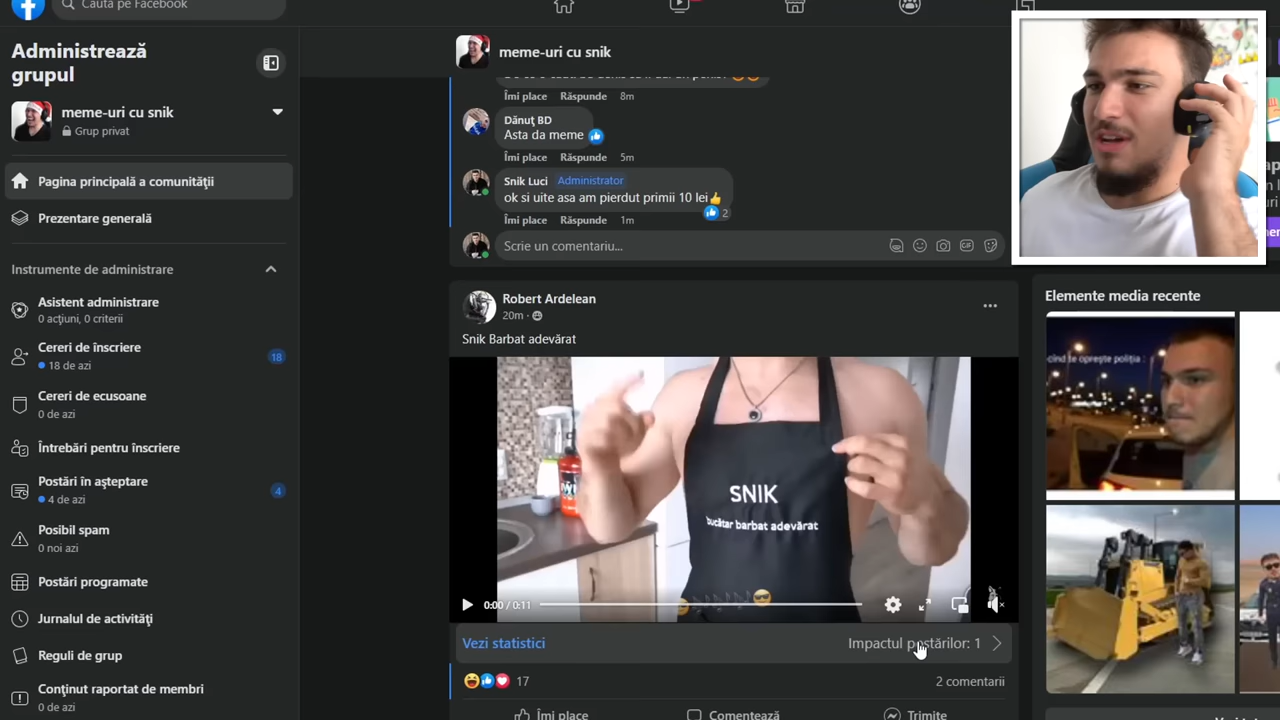 Caută pe Facebook
Administrează
grupul
meme-uri cu snik
Grup privat
Pagina principală a comunității
Prezentare generală
Instrumente de administrare
Asistent administrare
0 acțiuni, 0 criterii
Cereri de înscriere
18 de azi
18
Cereri de ecusoane
0 de azi
Întrebări pentru înscriere
Postări în așteptare
4 de azi
4
Posibil spam
0 noi azi
Postări programate
Jurnalul de activități
Reguli de grup
Conținut raportat de membri
0 de azi
meme-uri cu snik
Îmi place Răspunde 8m
Dănuț BD
Asta da meme
Îmi place Răspunde 5m
Snik Luci Administrator
ok si uite asa am pierdut primii 10 lei
2
Îmi place Răspunde 1m
Scrie un comentariu...
GIF
Robert Ardelean
20m
Snik Barbat adevărat
SNIK
bucătar barbat adevărat
0:00 / 0:11
Vezi statistici
Impactul postărilor: 1
17
2 comentarii
Îmi place
Comentează
Trimite
Elemente media recente
cînd te oprește poliția :